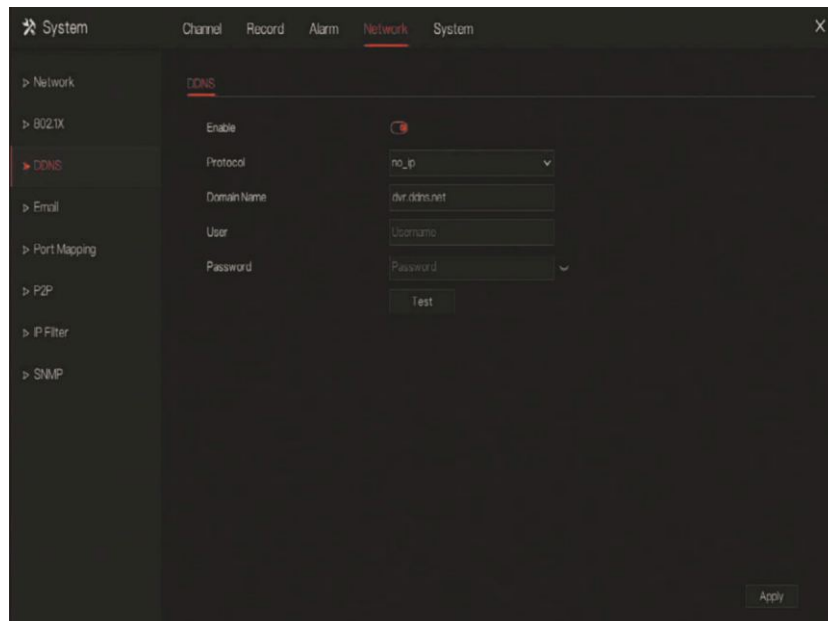 System
Channel Record Alarm Network System
X
Network
802.1X
DDNS
Email
Port Mapping
P2P
IP Filter
SNMP
DDNS
Enable
Protocol no_ip
Domain Name dvr.ddns.net
User Username
Password Password
Test
Apply